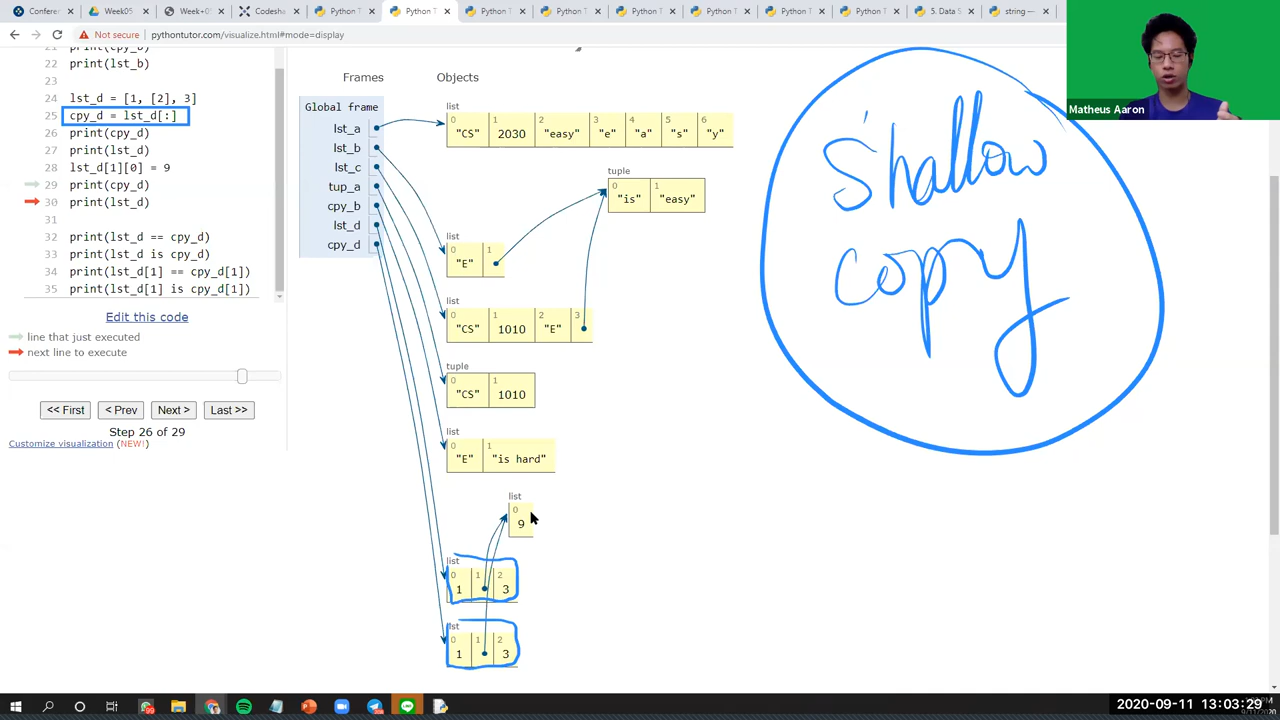 Conferen
Week05
Week+05
Codesha
Python T
Python T
Python T
Python T
Python T
Python T
Python T
Python T
5. Data S
string —
Not secure
pythontutor.com/visualize.html#mode=display
Matheus Aaron
21 print(cpy_b)
22 print(lst_b)
23
24 lst_d = [1, [2], 3]
25 cpy_d = lst_d[:]
26 print(cpy_d)
27 print(lst_d)
28 lst_d[1][0] = 9
29 print(cpy_d)
30 print(lst_d)
31
32 print(lst_d == cpy_d)
33 print(lst_d is cpy_d)
34 print(lst_d[1] == cpy_d[1])
35 print(lst_d[1] is cpy_d[1])
Edit this code
line that just executed
next line to execute
<< First
< Prev
Next >
Last >>
Step 26 of 29
Customize visualization (NEW!)
Frames
Objects
Global frame
lst_a
lst_b
lst_c
tup_a
cpy_b
lst_d
cpy_d
list
0 1 2 3 4 5 6
"CS" 2030 "easy" "e" "a" "s" "y"
tuple
0 1
"is" "easy"
list
0 1
"E"
list
0 1 2 3
"CS" 1010 "E"
tuple
0 1
"CS" 1010
list
0 1
"E" "is hard"
list
0
9
list
0 1 2
1 3
list
0 1 2
1 3
Shallow
copy
2020-09-11 13:03:29